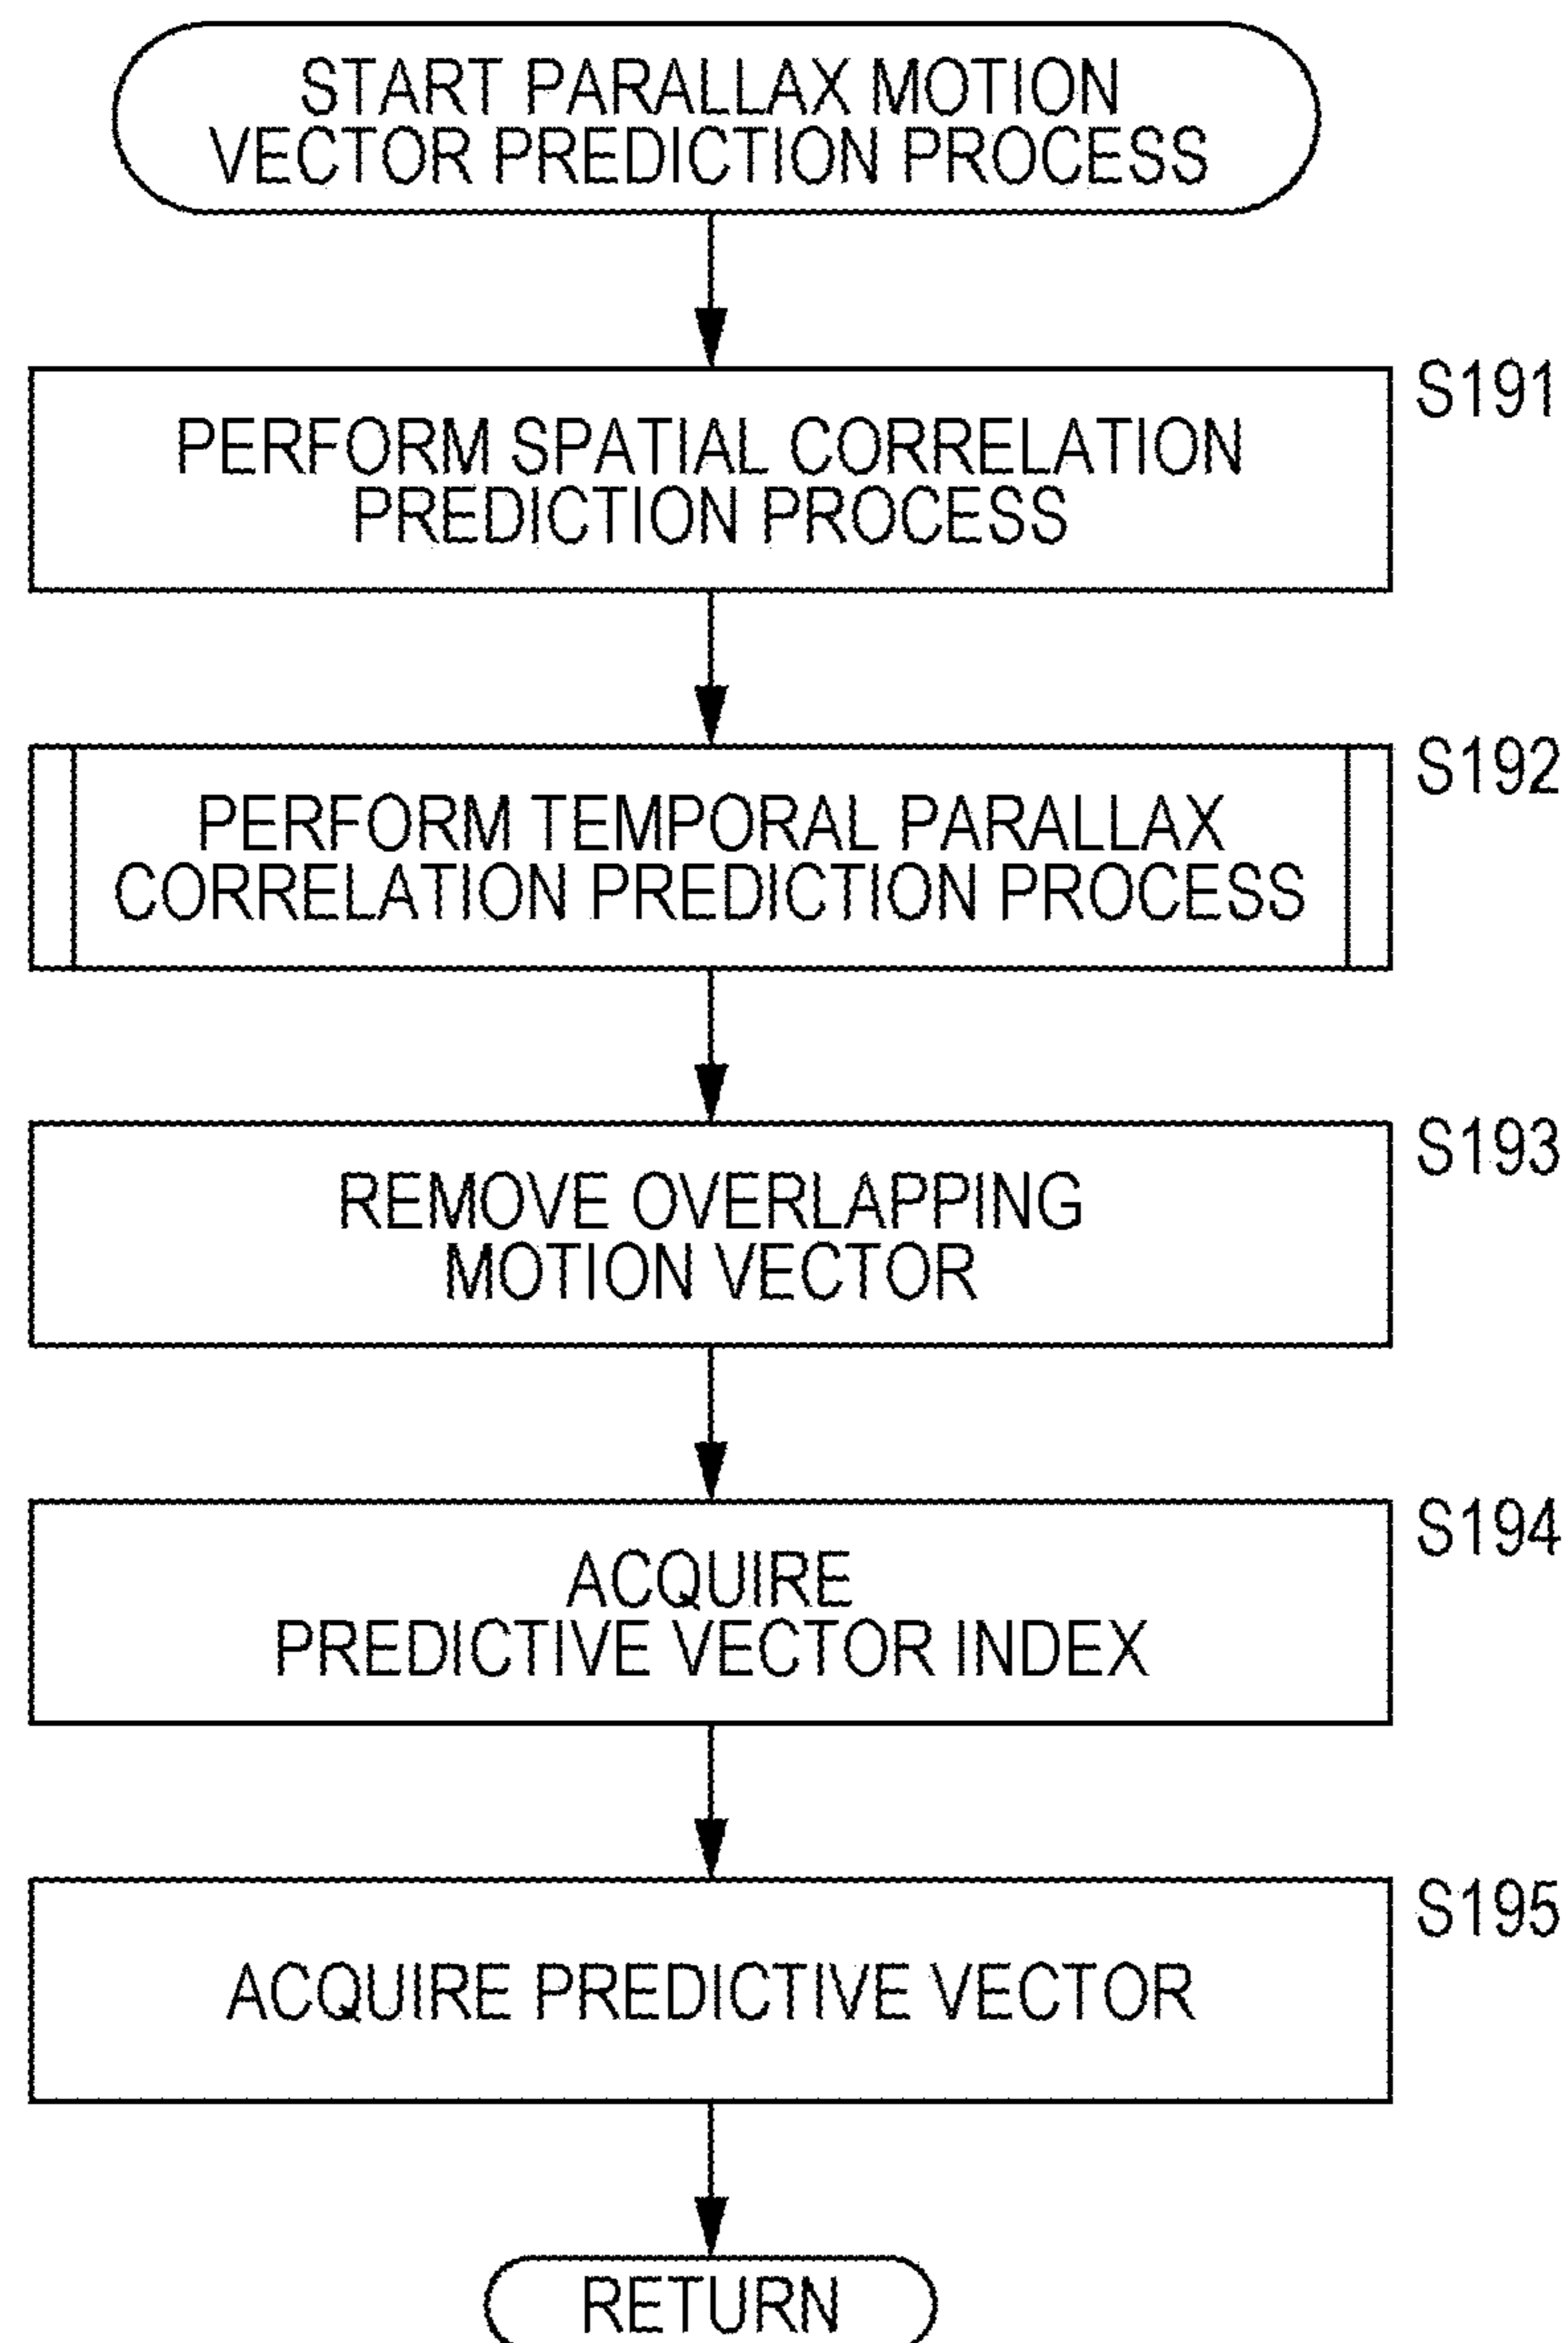 START PARALLAX MOTION
VECTOR PREDICTION PROCESS
S191
PERFORM SPATIAL CORRELATION
PREDICTION PROCESS
S192
PERFORM TEMPORAL PARALLAX
CORRELATION PREDICTION PROCESS
S193
REMOVE OVERLAPPING
MOTION VECTOR
S194
ACQUIRE
PREDICTIVE VECTOR INDEX
S195
ACQUIRE PREDICTIVE VECTOR
RETURN